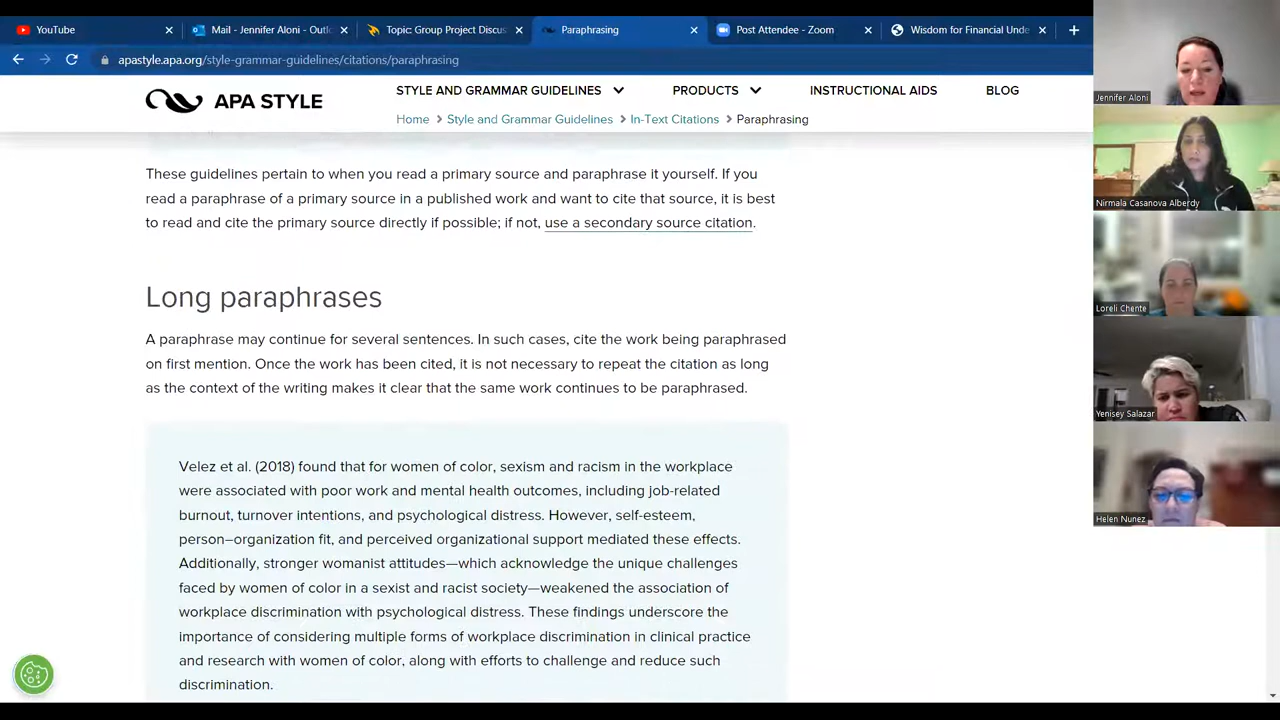 YouTube
Mail - Jennifer Aloni - Outlo
Topic: Group Project Discus
Paraphrasing
Post Attendee - Zoom
Wisdom for Financial Unde
apastyle.apa.org/style-grammar-guidelines/citations/paraphrasing
APA STYLE
STYLE AND GRAMMAR GUIDELINES
PRODUCTS
INSTRUCTIONAL AIDS
BLOG
Home > Style and Grammar Guidelines > In-Text Citations > Paraphrasing
These guidelines pertain to when you read a primary source and paraphrase it yourself. If you
read a paraphrase of a primary source in a published work and want to cite that source, it is best
to read and cite the primary source directly if possible; if not, use a secondary source citation.
Long paraphrases
A paraphrase may continue for several sentences. In such cases, cite the work being paraphrased
on first mention. Once the work has been cited, it is not necessary to repeat the citation as long
as the context of the writing makes it clear that the same work continues to be paraphrased.
Velez et al. (2018) found that for women of color, sexism and racism in the workplace
were associated with poor work and mental health outcomes, including job-related
burnout, turnover intentions, and psychological distress. However, self-esteem,
person–organization fit, and perceived organizational support mediated these effects.
Additionally, stronger womanist attitudes—which acknowledge the unique challenges
faced by women of color in a sexist and racist society—weakened the association of
workplace discrimination with psychological distress. These findings underscore the
importance of considering multiple forms of workplace discrimination in clinical practice
and research with women of color, along with efforts to challenge and reduce such
discrimination.
Jennifer Aloni
Nirmala Casanova Alberdy
Loreli Chente
Yenisey Salazar
Helen Nunez